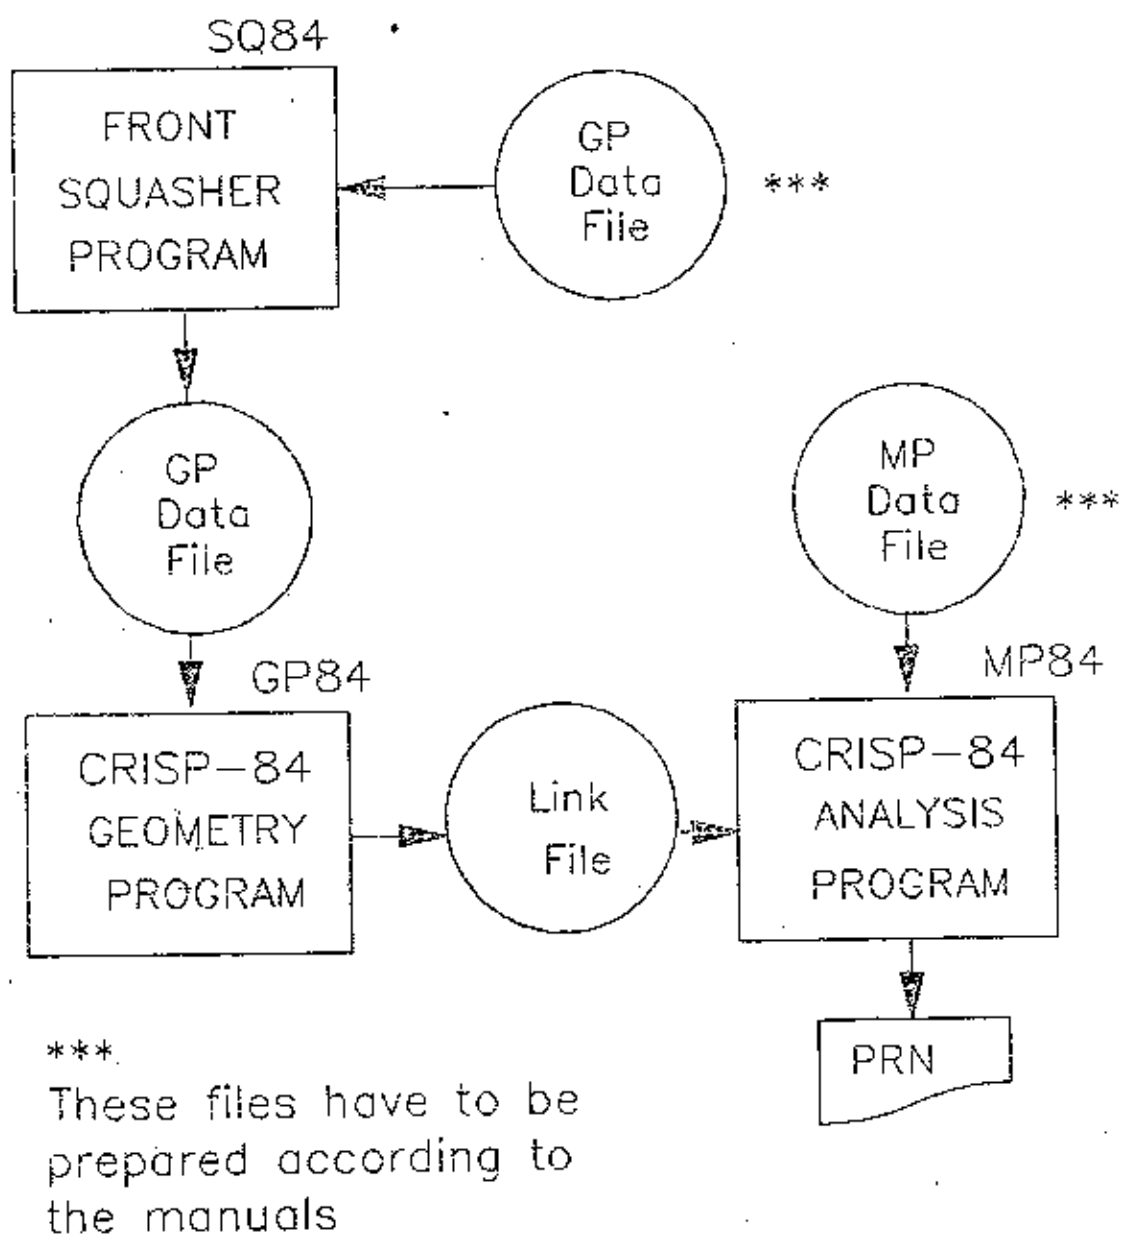 SQ84
FRONT
SQUASHER
PROGRAM
GP
Data
File
***
GP
Data
File
MP
Data
File
***
GP84
CRISP-84
GEOMETRY
PROGRAM
Link
File
MP84
CRISP-84
ANALYSIS
PROGRAM
PRN
***
These files have to be
prepared according to
the manuals